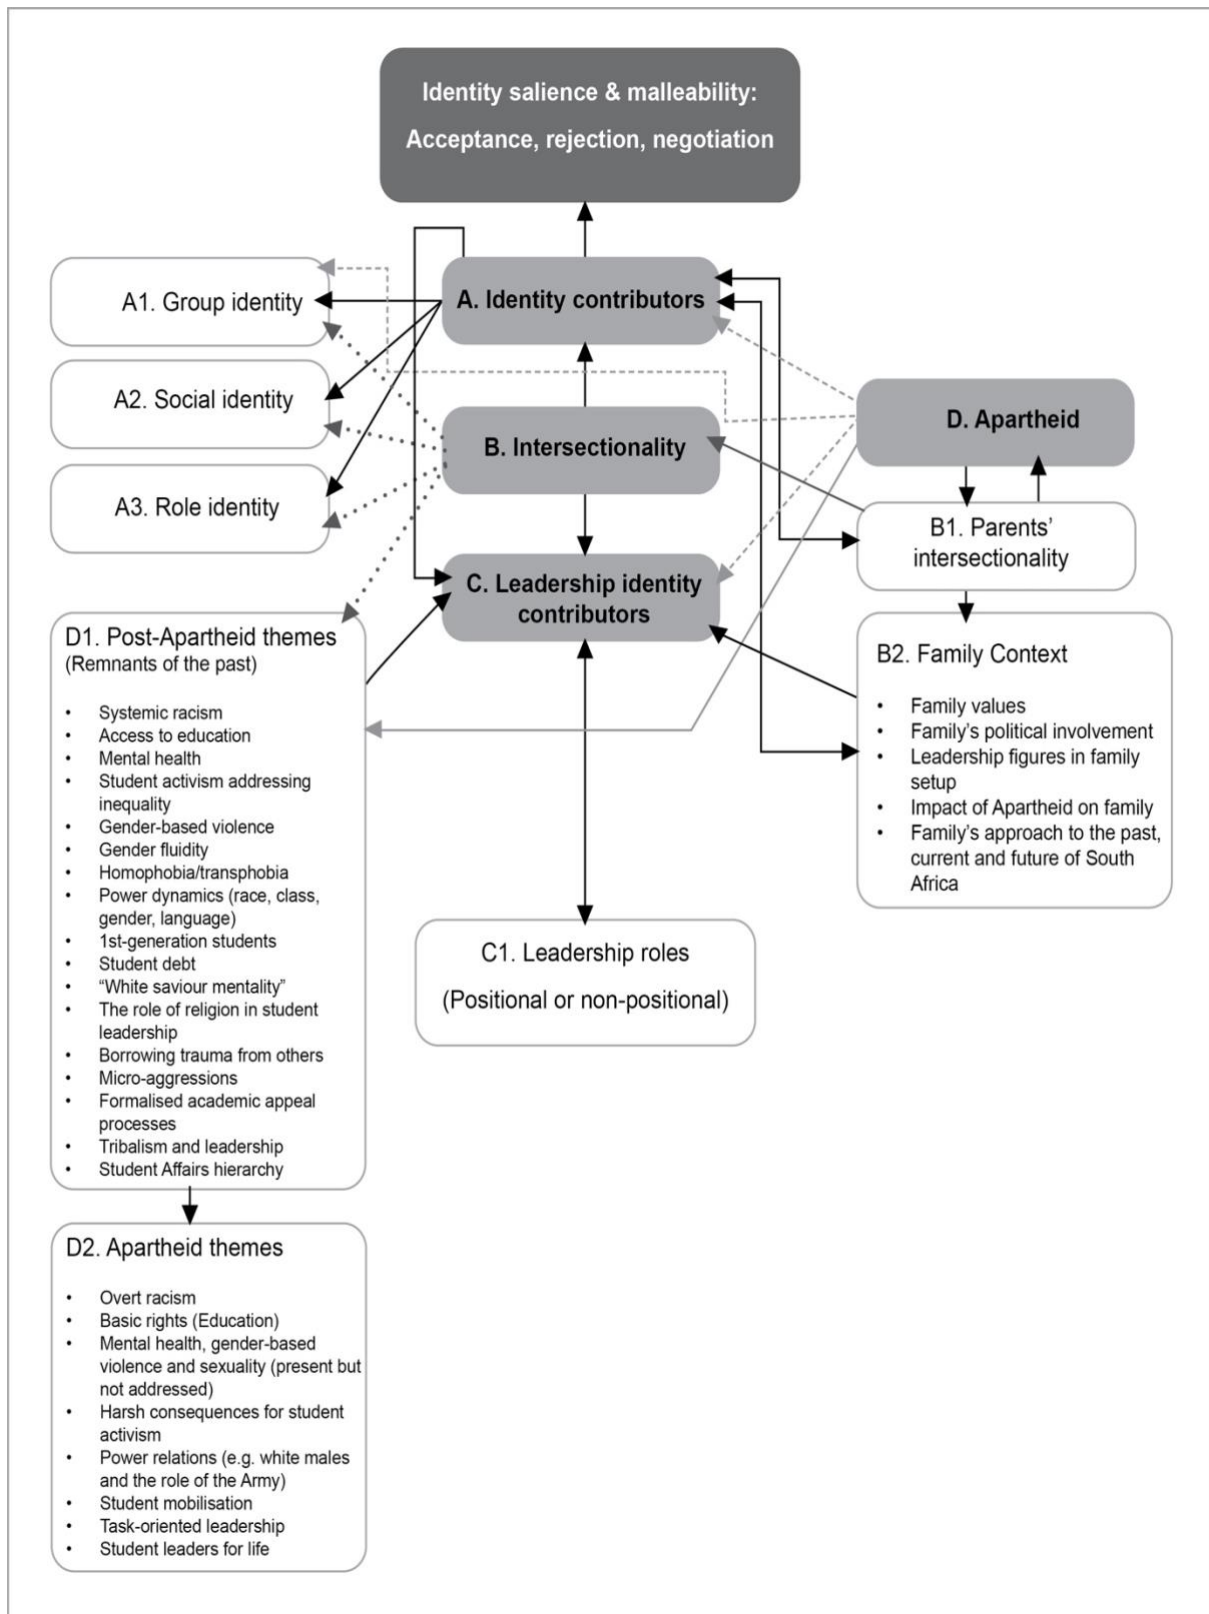 Identity salience & malleability:
Acceptance, rejection, negotiation
A. Identity contributors
A1. Group identity
A2. Social identity
A3. Role identity
B. Intersectionality
D. Apartheid
B1. Parents’
intersectionality
C. Leadership identity
contributors
D1. Post-Apartheid themes
(Remnants of the past)
• Systemic racism
• Access to education
• Mental health
• Student activism addressing
inequality
• Gender-based violence
• Gender fluidity
• Homophobia/transphobia
• Power dynamics (race, class,
gender, language)
• 1st-generation students
• Student debt
• “White saviour mentality”
• The role of religion in student
leadership
• Borrowing trauma from others
• Micro-aggressions
• Formalised academic appeal
processes
• Tribalism and leadership
• Student Affairs hierarchy
B2. Family Context
• Family values
• Family’s political involvement
• Leadership figures in family
setup
• Impact of Apartheid on family
• Family’s approach to the past,
current and future of South
Africa
C1. Leadership roles
(Positional or non-positional)
D2. Apartheid themes
• Overt racism
• Basic rights (Education)
• Mental health, gender-based
violence and sexuality (present but
not addressed)
• Harsh consequences for student
activism
• Power relations (e.g. white males
and the role of the Army)
• Student mobilisation
• Task-oriented leadership
• Student leaders for life